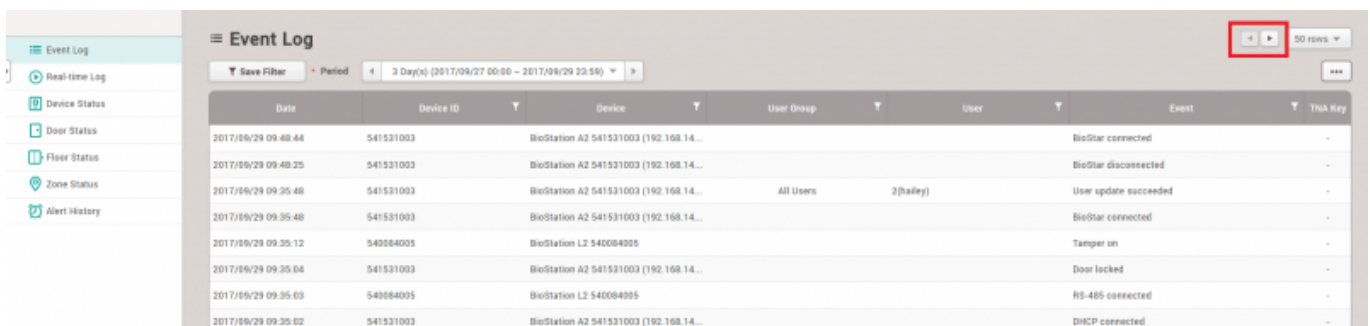 Event Log
Real-time Log
Device Status
Door Status
Floor Status
Zone Status
Alert History
Event Log
50 rows
Save Filter
Period
3 Day(s) (2017/09/27 00:00 ~ 2017/09/29 23:59)
Date Device ID Device User Group User Event TNA Key
2017/09/29 09:48:44 541531003 BioStation A2 541531003 (192.168.14... BioStar connected -
2017/09/29 09:48:25 541531003 BioStation A2 541531003 (192.168.14... BioStar disconnected -
2017/09/29 09:35:48 541531003 BioStation A2 541531003 (192.168.14... All Users 2(hailey) User update succeeded -
2017/09/29 09:35:48 541531003 BioStation A2 541531003 (192.168.14... BioStar connected -
2017/09/29 09:35:12 540084005 BioStation L2 540084005 Tamper on -
2017/09/29 09:35:04 541531003 BioStation A2 541531003 (192.168.14... Door locked -
2017/09/29 09:35:03 540084005 BioStation L2 540084005 RS-485 connected -
2017/09/29 09:35:02 541531003 BioStation A2 541531003 (192.168.14... DHCP connected -